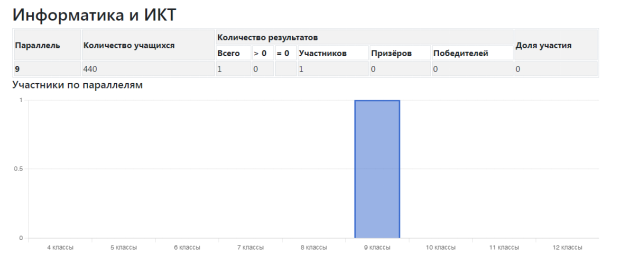 Информатика и ИКТ
Параллель Количество учащихся Количество результатов Доля участия
Всего > 0 = 0 Участников Призёров Победителей
9 440 1 0 1 0 0 0
Участники по параллелям
1
0.5
0
4 классы 5 классы 6 классы 7 классы 8 классы 9 классы 10 классы 11 классы 12 классы